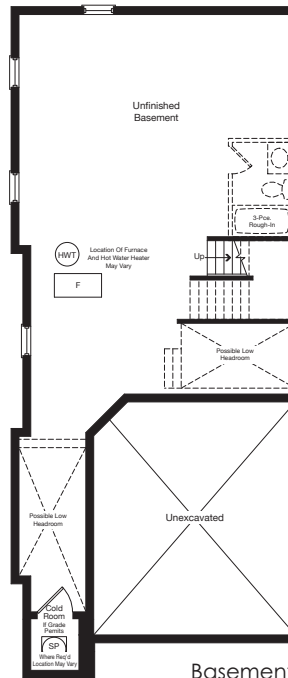 Unfinished
Basement
3-Pce.
Rough-In
HWT
Location Of Furnace
And Hot Water Heater
May Vary
Up
F
Possible Low
Headroom
Unexcavated
Possible Low
Headroom
Cold
Room
If Grade
Permits
SP
Where Req'd
Location May Vary
Basement